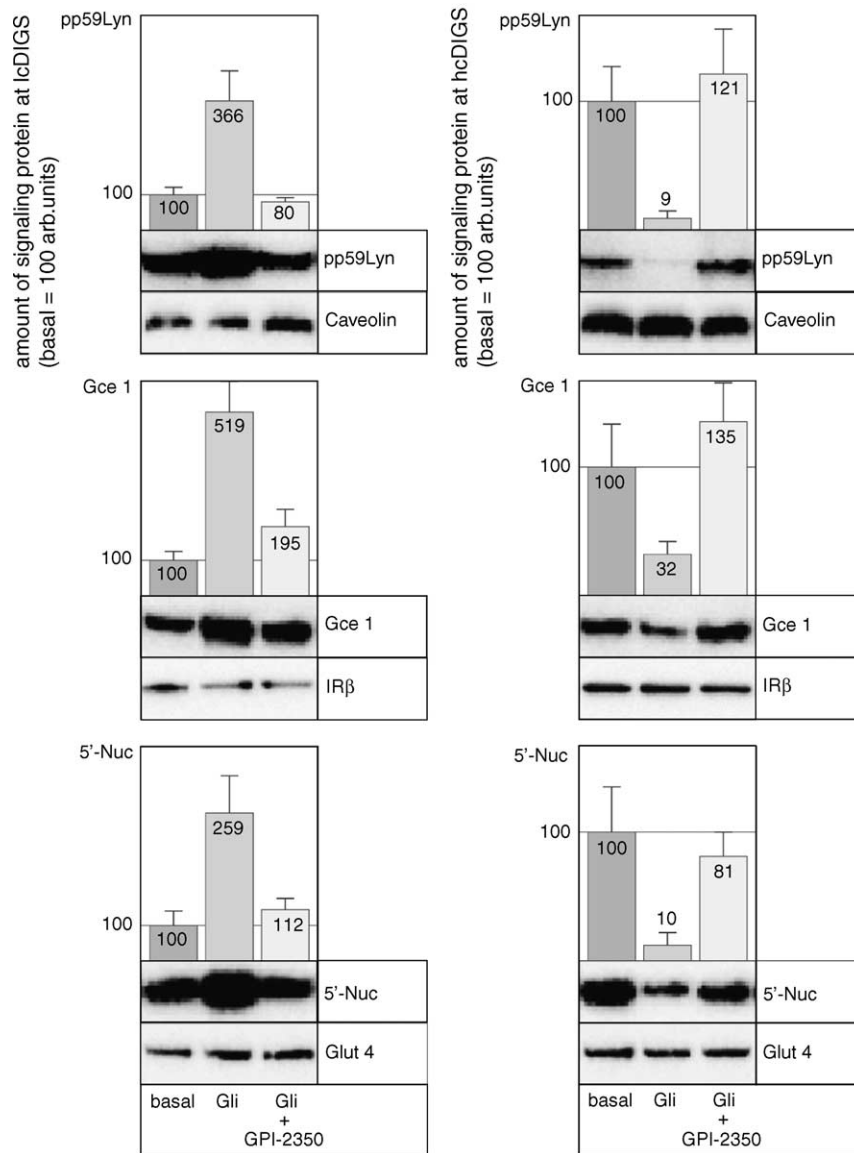 amount of signaling protein at lcDIGS
(basal = 100 arb.units)
pp59Lyn
100
366
100
80
pp59Lyn
Caveolin
Gce 1
519
195
100
100
Gce 1
IRβ
5'-Nuc
259
100
100
112
5'-Nuc
Glut 4
basal Gli Gli
+
GPI-2350
amount of signaling protein at hcDIGS
(basal = 100 arb.units)
pp59Lyn
100
100
121
9
pp59Lyn
Caveolin
Gce 1
135
100
100
32
Gce 1
IRβ
5'-Nuc
100
100
81
10
5'-Nuc
Glut 4
basal Gli Gli
+
GPI-2350